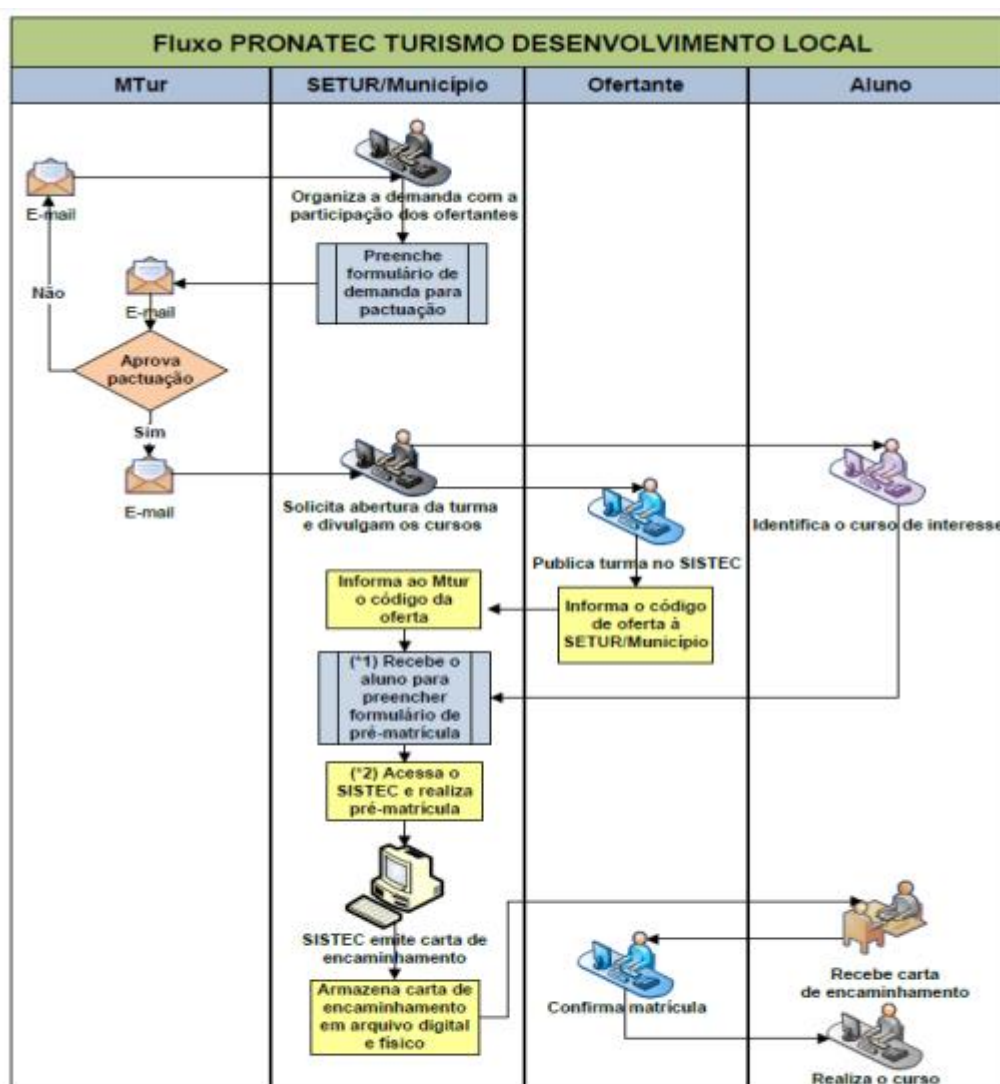 Fluxo PRONATEC TURISMO DESENVOLVIMENTO LOCAL
MTur
SETUR/Município
Ofertante
Aluno
E-mail
Organiza a demanda com a
participação dos ofertantes
Preenche
formulário de
demanda para
pactuação
Não
E-mail
Aprova
pactuação
Sim
E-mail
Solicita abertura da turma
e divulgam os cursos
Identifica o curso de interesse
Publica turma no SISTEC
Informa ao Mtur
o código da
oferta
Informa o código
de oferta à
SETUR/Município
(*1) Recebe o
aluno para
preencher
formulário de
pré-matrícula
(*2) Acessa o
SISTEC e realiza
pré-matrícula
SISTEC emite carta de
encaminhamento
Recebe carta
de encaminhamento
Armazena carta de
encaminhamento
em arquivo digital
e físico
Confirma matrícula
Realiza o curso